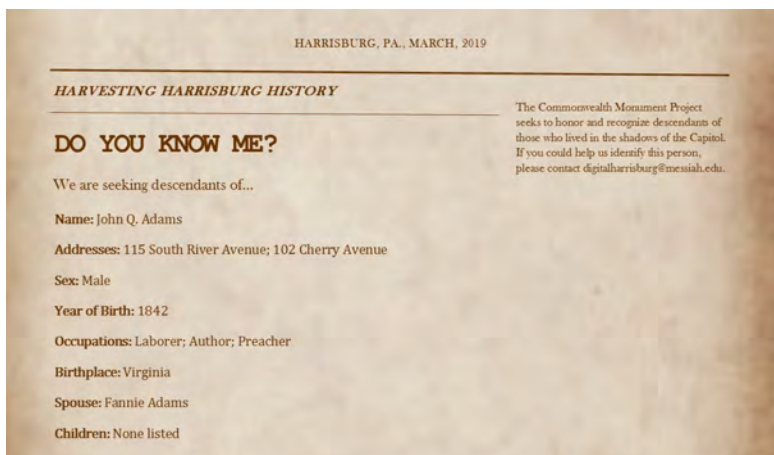 HARRISBURG, PA., MARCH, 2019
HARVESTING HARRISBURG HISTORY
DO YOU KNOW ME?
We are seeking descendants of...
Name: John Q. Adams
Addresses: 115 South River Avenue; 102 Cherry Avenue
Sex: Male
Year of Birth: 1842
Occupations: Laborer; Author; Preacher
Birthplace: Virginia
Spouse: Fannie Adams
Children: None listed
The Commonwealth Monument Project
seeks to honor and recognize descendants of
those who lived in the shadows of the Capitol.
If you could help us identify this person,
please contact digitalharrisburg@messiah.edu.